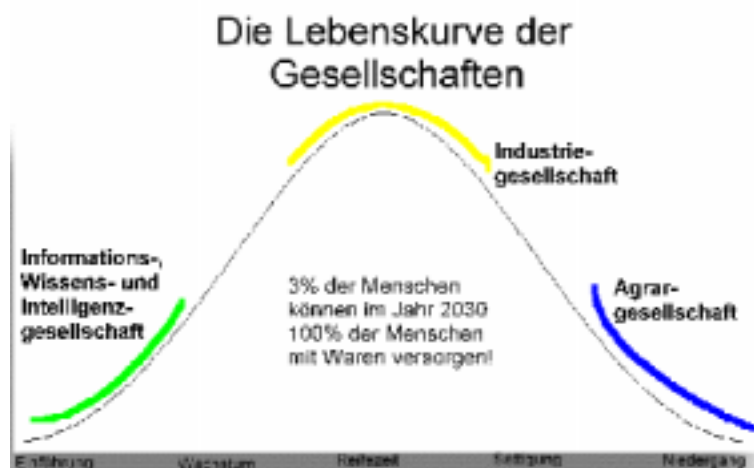 Die Lebenskurve der
Gesellschaften
Industrie-
gesellschaft
Informations-,
Wissens- und
Intelligenz-
gesellschaft
3% der Menschen
können im Jahr 2030
100% der Menschen
mit Waren versorgen!
Agrar-
gesellschaft
Einführung Wachstum Reifezeit Sättigung Niedergang